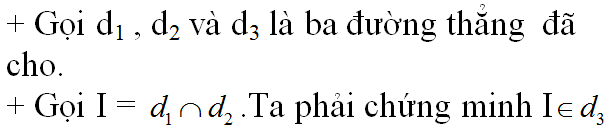 + Gọi d₁ , d₂ và d₃ là ba đường thẳng đã
cho.
+ Gọi I = d₁ ∩ d₂ .Ta phải chứng minh I ∈ d₃